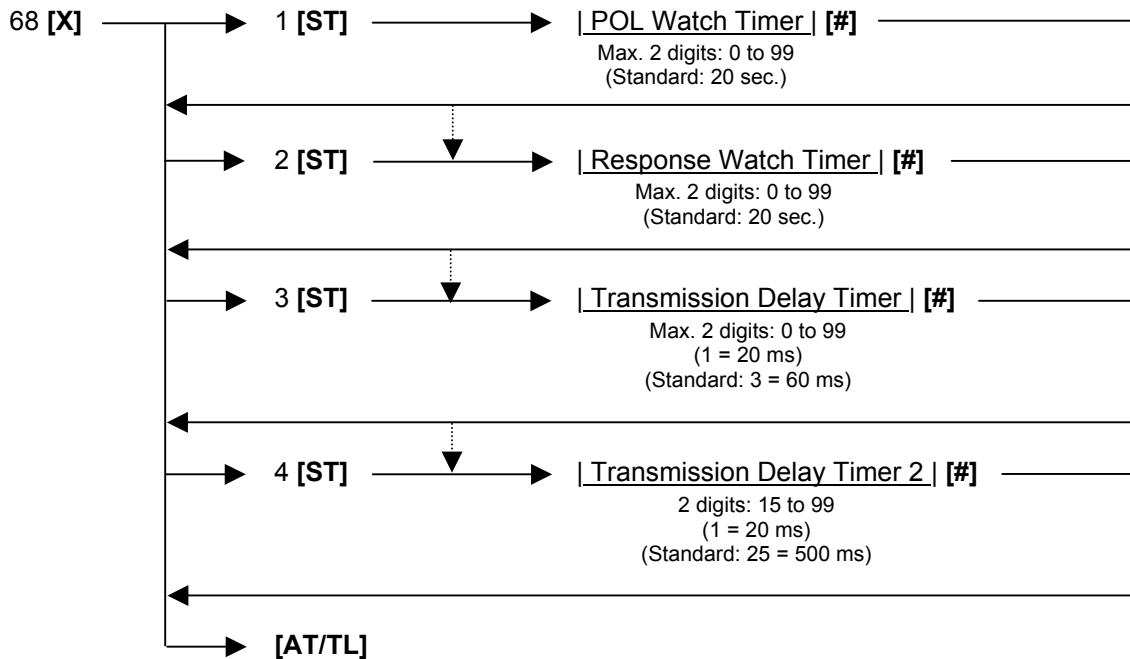 68 [X] 1 [ST] | POL Watch Timer | [#]
Max. 2 digits: 0 to 99
(Standard: 20 sec.)
2 [ST] | Response Watch Timer | [#]
Max. 2 digits: 0 to 99
(Standard: 20 sec.)
3 [ST] | Transmission Delay Timer | [#]
Max. 2 digits: 0 to 99
(1 = 20 ms)
(Standard: 3 = 60 ms)
4 [ST] | Transmission Delay Timer 2 | [#]
2 digits: 15 to 99
(1 = 20 ms)
(Standard: 25 = 500 ms)
[AT/TL]